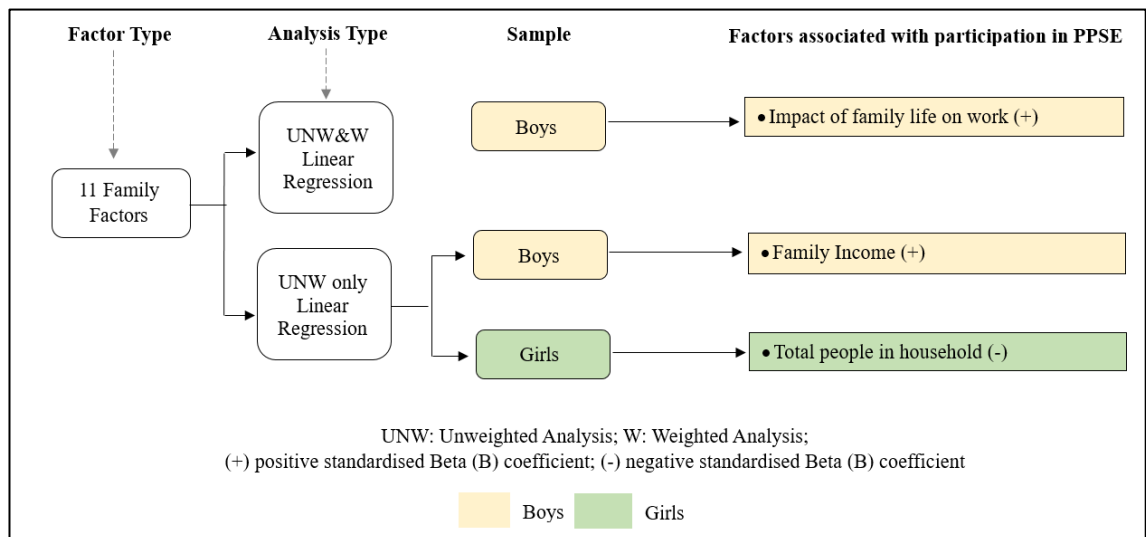 Factor Type
Analysis Type
Sample
Factors associated with participation in PPSE
11 Family
Factors
UNW&W
Linear
Regression
Boys
• Impact of family life on work (+)
UNW only
Linear
Regression
Boys
• Family Income (+)
Girls
• Total people in household (-)
UNW: Unweighted Analysis; W: Weighted Analysis;
(+) positive standardised Beta (B) coefficient; (-) negative standardised Beta (B) coefficient
Boys
Girls